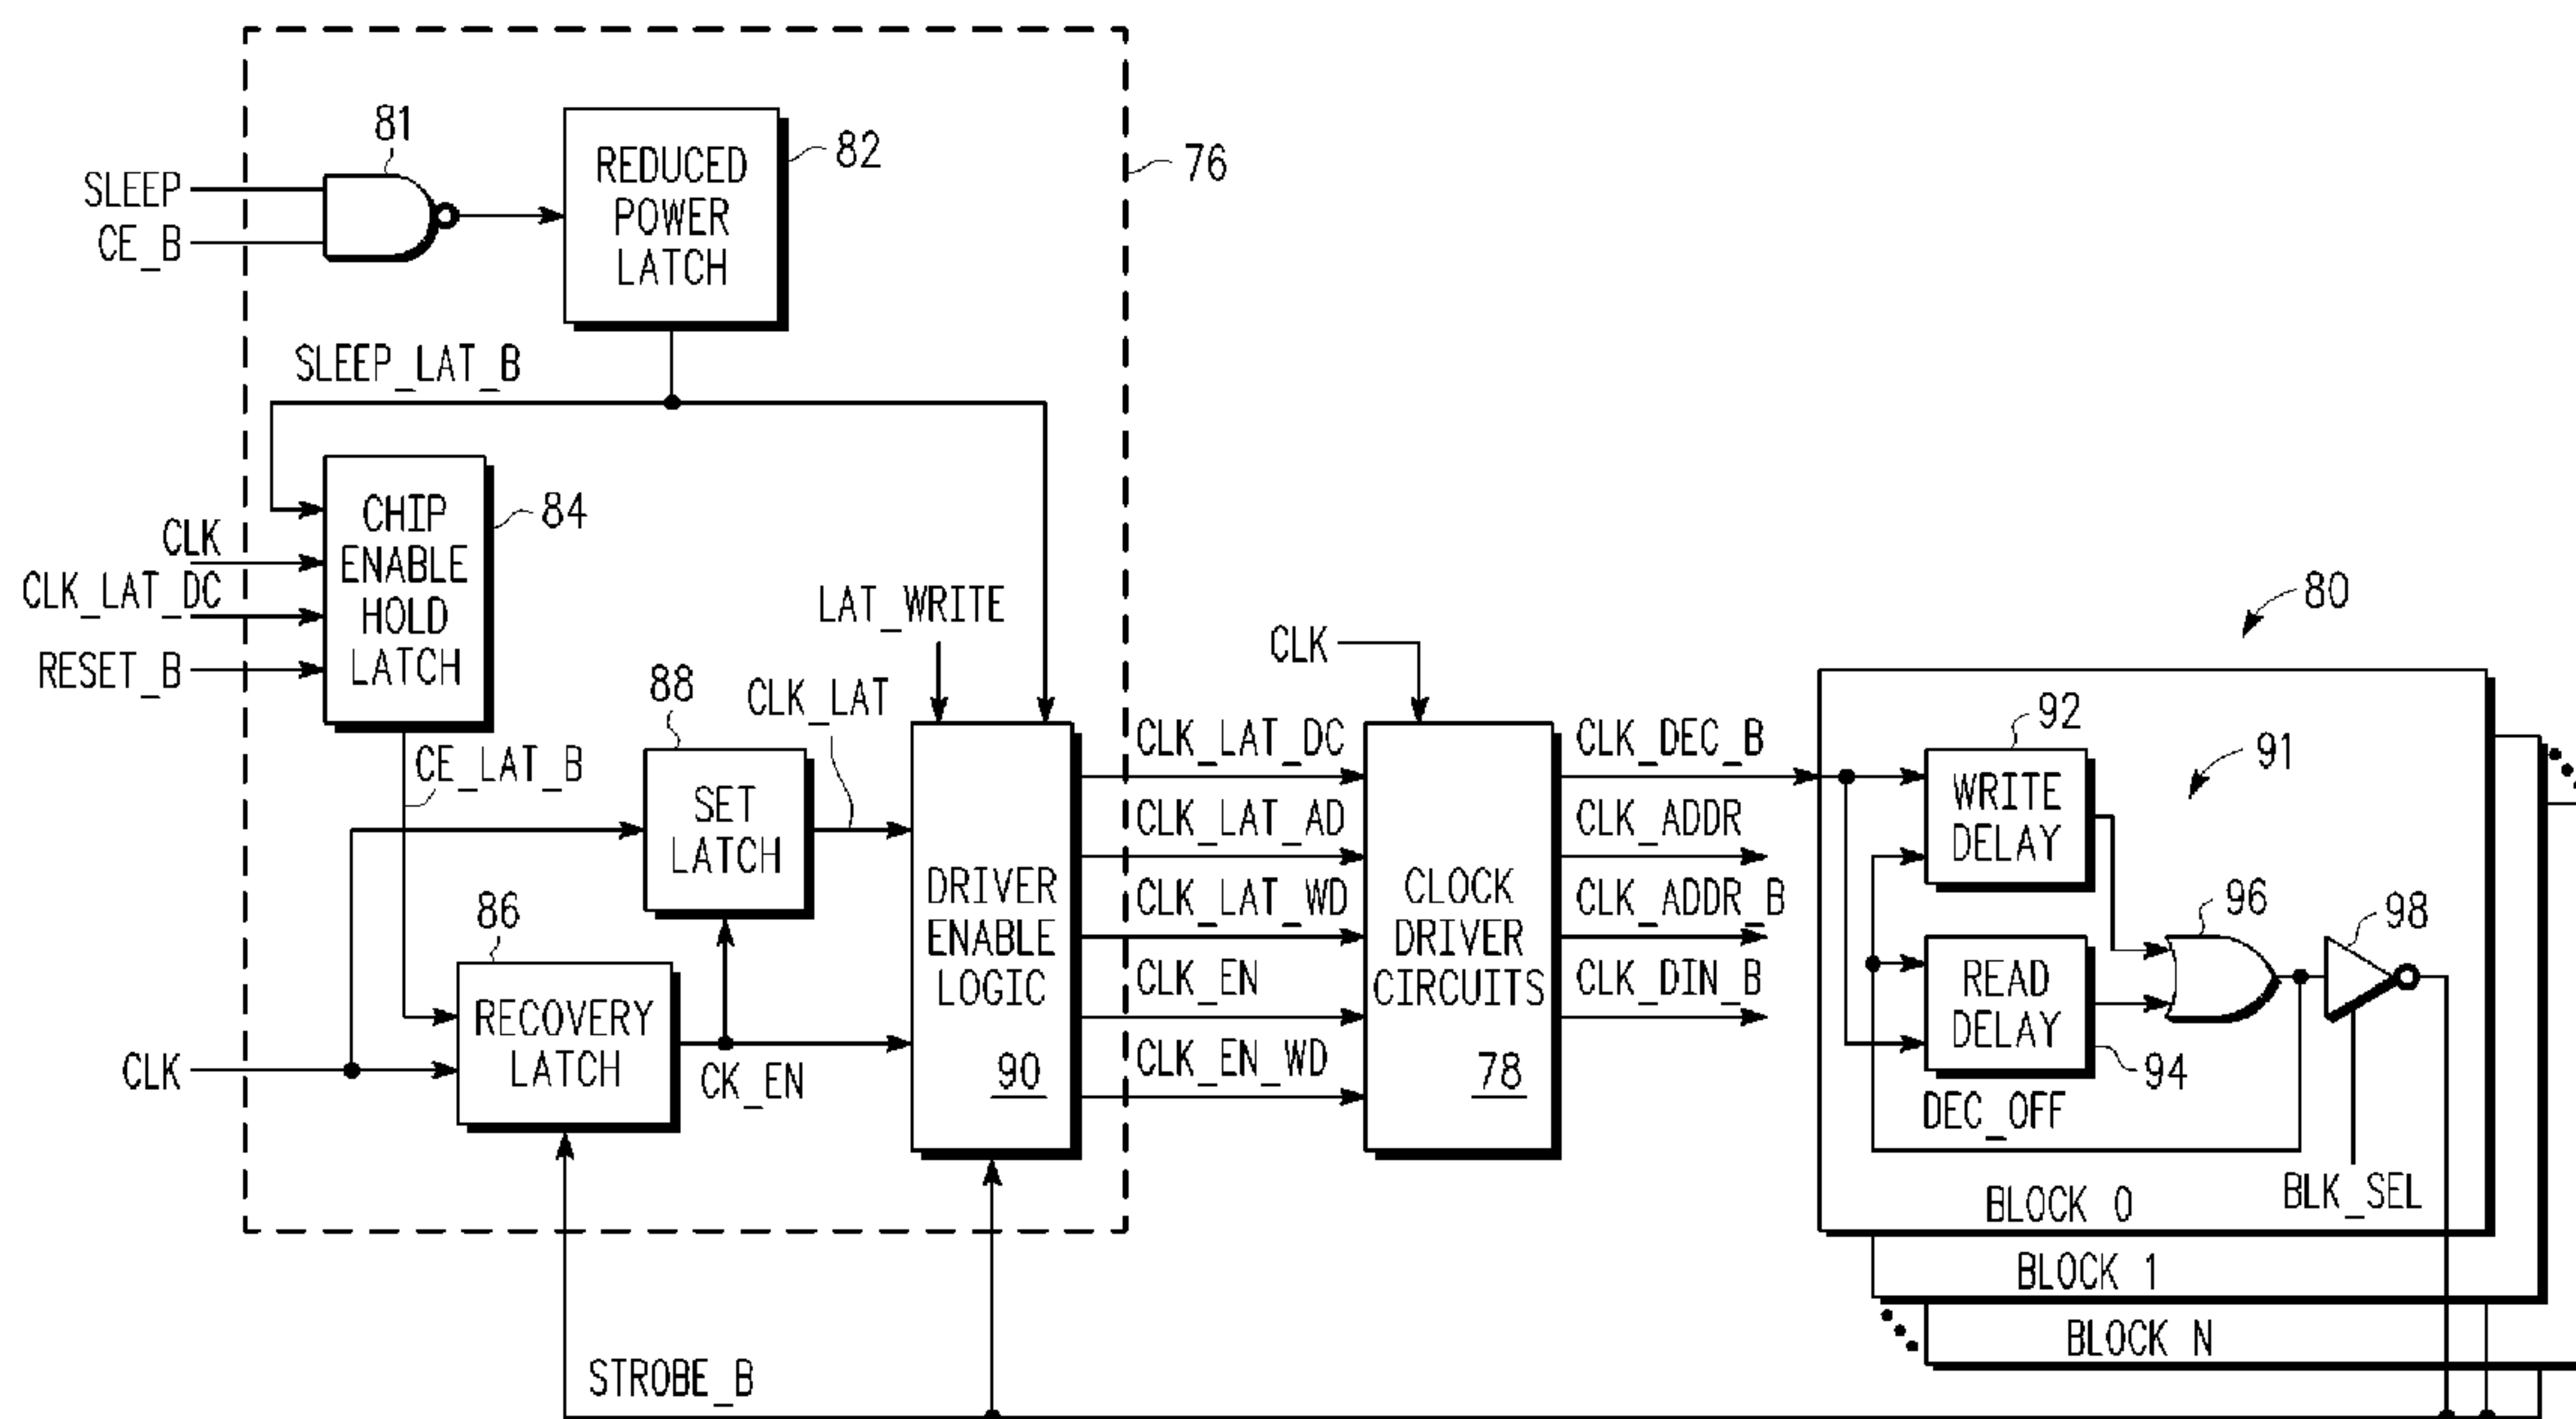 81
SLEEP
CE_B
REDUCED
POWER
LATCH
82
76
SLEEP_LAT_B
CLK
CLK_LAT_DC
RESET_B
CHIP
ENABLE
HOLD
LATCH
84
CE_LAT_B
88
SET
LATCH
CLK_LAT
LAT_WRITE
86
RECOVERY
LATCH
CLK
CK_EN
DRIVER
ENABLE
LOGIC
90
STROBE_B
CLK_LAT_DC
CLK_LAT_AD
CLK_LAT_WD
CLK_EN
CLK_EN_WD
CLK
CLOCK
DRIVER
CIRCUITS
78
CLK_DEC_B
CLK_ADDR
CLK_ADDR_B
CLK_DIN_B
80
92
91
WRITE
DELAY
READ
DELAY
94
96
98
DEC_OFF
BLK_SEL
BLOCK 0
BLOCK 1
BLOCK N